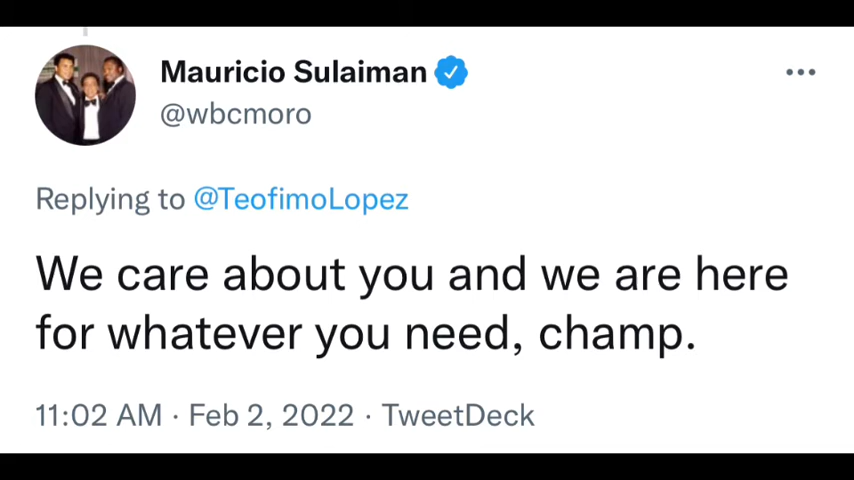 Mauricio Sulaiman
@wbcmoro
Replying to @TeofimoLopez
We care about you and we are here
for whatever you need, champ.
11:02 AM · Feb 2, 2022 · TweetDeck